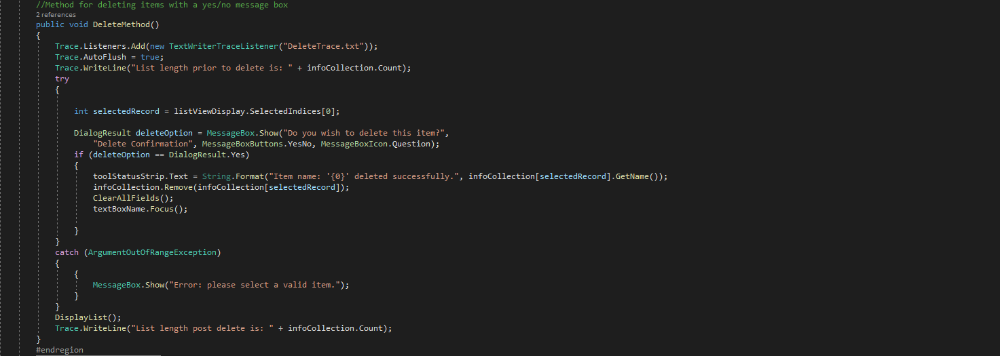 //Method for deleting items with a yes/no message box
2 references
public void DeleteMethod()
{
Trace.Listeners.Add(new TextWriterTraceListener("DeleteTrace.txt"));
Trace.AutoFlush = true;
Trace.WriteLine("List length prior to delete is: " + infoCollection.Count);
try
{
int selectedRecord = listViewDisplay.SelectedIndices[0];
DialogResult deleteOption = MessageBox.Show("Do you wish to delete this item?",
"Delete Confirmation", MessageBoxButtons.YesNo, MessageBoxIcon.Question);
if (deleteOption == DialogResult.Yes)
{
toolStatusStrip.Text = String.Format("Item name: '{0}' deleted successfully.", infoCollection[selectedRecord].GetName());
infoCollection.Remove(infoCollection[selectedRecord]);
ClearAllFields();
textBoxName.Focus();
}
}
catch (ArgumentOutOfRangeException)
{
{
MessageBox.Show("Error: please select a valid item.");
}
}
DisplayList();
Trace.WriteLine("List length post delete is: " + infoCollection.Count);
}
#endregion